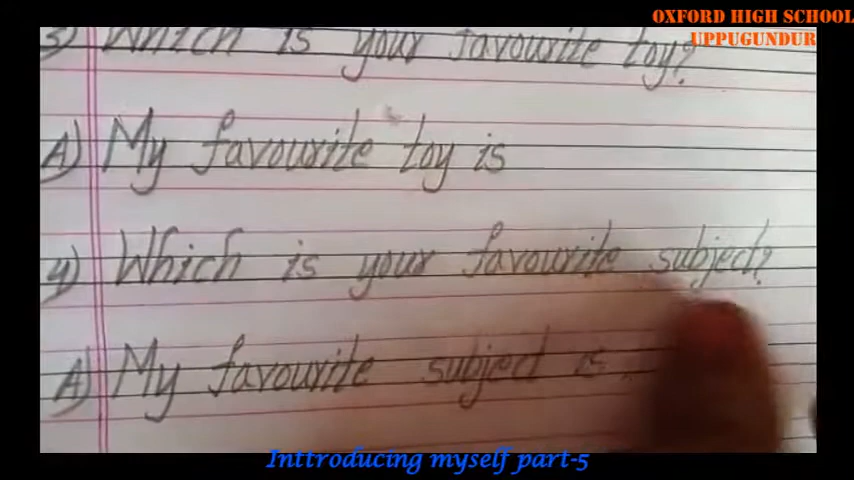 OXFORD HIGH SCHOOL
UPPUGUNDUR
3) Which is your favourite toy?
A) My favourite toy is
4) Which is your favourite subject?
A) My favourite subject is
Inttroducing myself part-5